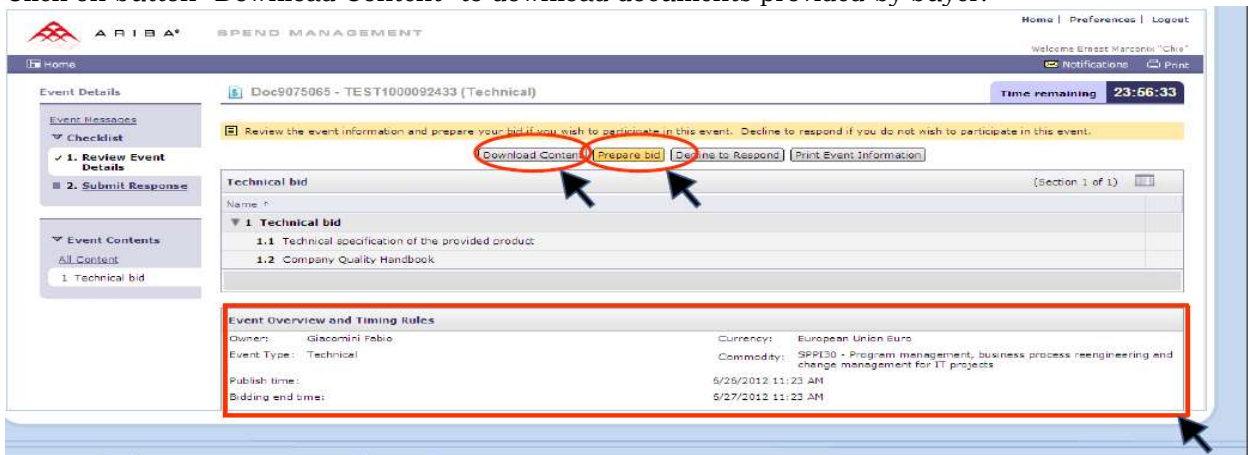 Click on button "Download Content" to download documents provided by buyer.
ARIBA SPEND MANAGEMENT
Home | Preferences | Logout
Welcome Ernest Marconix "Chis"
Home
Notifications Print
Event Details
Doc9075065 - TEST1000092433 (Technical)
Time remaining 23:56:33
Event Messages
▼ Checklist
✓ 1. Review Event
Details
2. Submit Response
Review the event information and prepare your bid if you wish to participate in this event. Decline to respond if you do not wish to participate in this event.
Download Content Prepare bid Decline to Respond Print Event Information
Technical bid
(Section 1 of 1)
Name ↑
▼ 1 Technical bid
1.1 Technical specification of the provided product
1.2 Company Quality Handbook
▼ Event Contents
All Content
1 Technical bid
Event Overview and Timing Rules
Owner: Giacomini Fabio
Currency: European Union Euro
Event Type: Technical
Commodity: SPPI30 - Program management, business process reengineering and
change management for IT projects
Publish time: 6/26/2012 11:23 AM
Bidding end time: 6/27/2012 11:23 AM